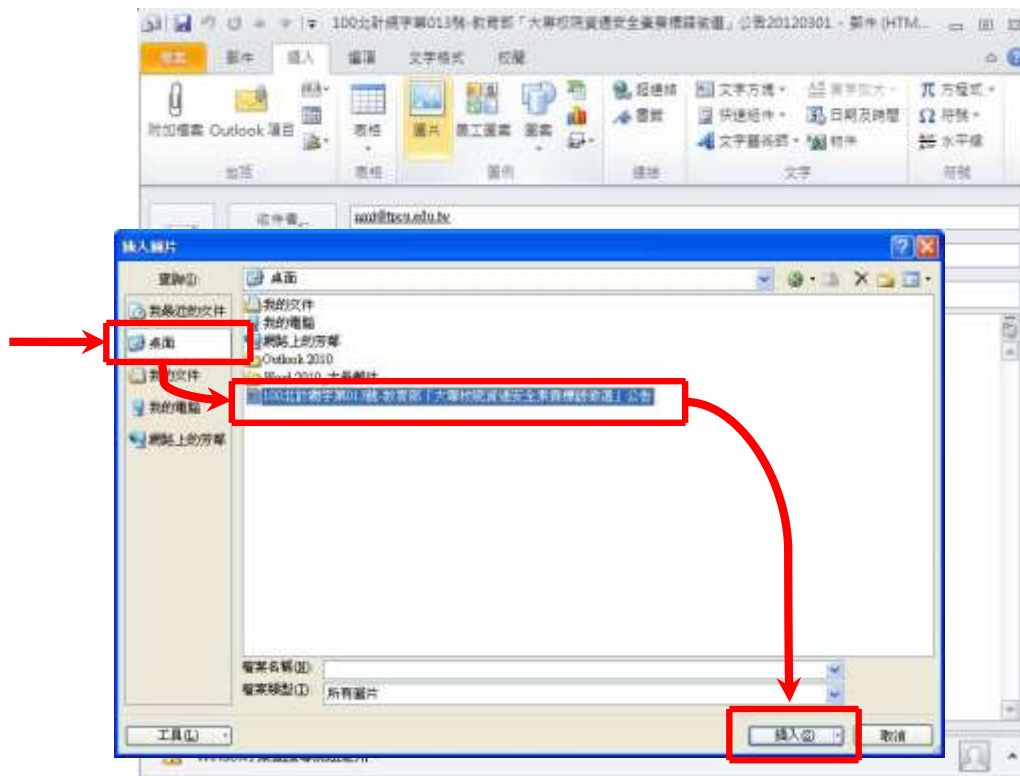 100北計網字第013號-教育部「大專校院資通安全素養標語徵選」公告20120301 - 郵件 (HTM...
檔案 郵件 插入 選項 文字格式 校閱
附加檔案 Outlook 項目
表格 圖片 美工圖案 圖案
超連結
書籤
文字方塊
快速組件
文字藝術師
首字放大
日期及時間
物件
方程式
符號
水平線
包括 表格 圖例 連結 文字 符號
收件者...
插入圖片
查詢(I): 桌面
我最近的文件
桌面
我的文件
我的電腦
網路上的芳鄰
我的文件
我的電腦
網路上的芳鄰
Outlook 2010
100北計網字第013號-教育部「大專校院資通安全素養標語徵選」公告
檔案名稱(N):
檔案類型(T): 所有圖片
工具(L) 插入(S) 取消